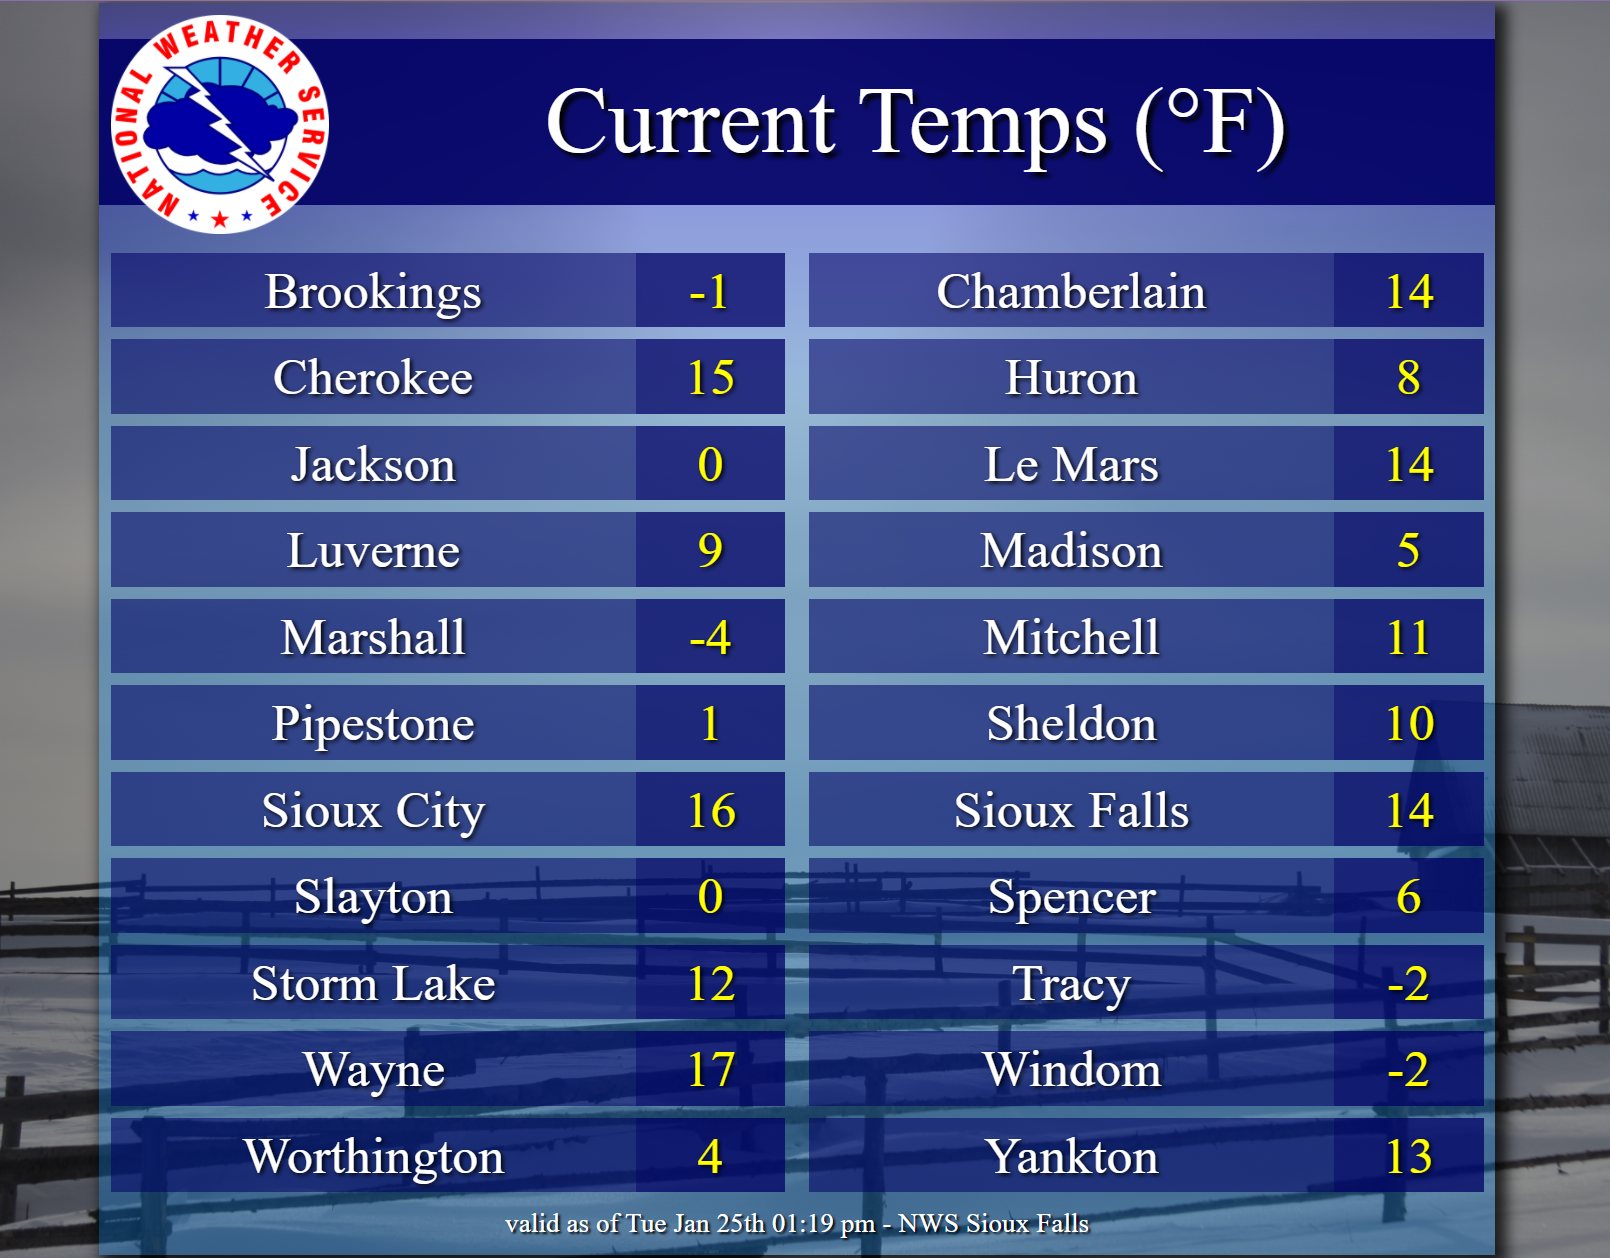 NATIONAL WEATHER SERVICE
Current Temps (°F)
Brookings -1 Chamberlain 14
Cherokee 15 Huron 8
Jackson 0 Le Mars 14
Luverne 9 Madison 5
Marshall -4 Mitchell 11
Pipestone 1 Sheldon 10
Sioux City 16 Sioux Falls 14
Slayton 0 Spencer 6
Storm Lake 12 Tracy -2
Wayne 17 Windom -2
Worthington 4 Yankton 13
valid as of Tue Jan 25th 01:19 pm - NWS Sioux Falls